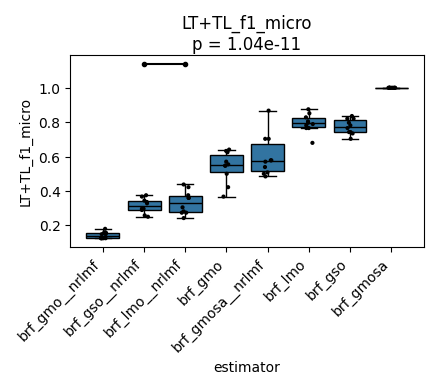 LT+TL_f1_micro
p = 1.04e-11
LT+TL_f1_micro
1.0
0.8
0.6
0.4
0.2
brf_gmo__nrlmf
brf_gso__nrlmf
brf_lmo__nrlmf
brf_gmo
brf_gmosa__nrlmf
brf_lmo
brf_gso
brf_gmosa
estimator